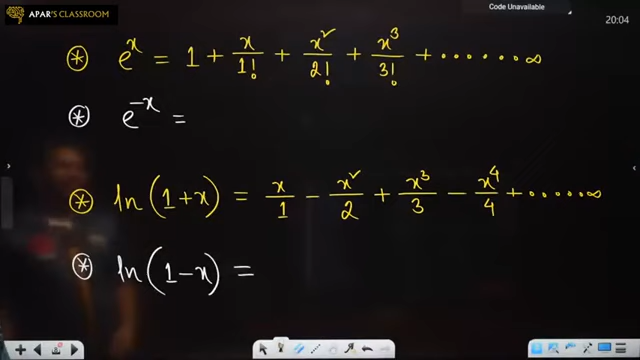 APAR'S CLASSROOM
Code Unavailable
20:04
⊛ e^x = 1 + x/1! + x²/2! + x³/3! + ....... ∞
⊛ e^-x =
⊛ ln(1+x) = x/1 - x²/2 + x³/3 - x⁴/4 + ...... ∞
⊛ ln(1-x) =